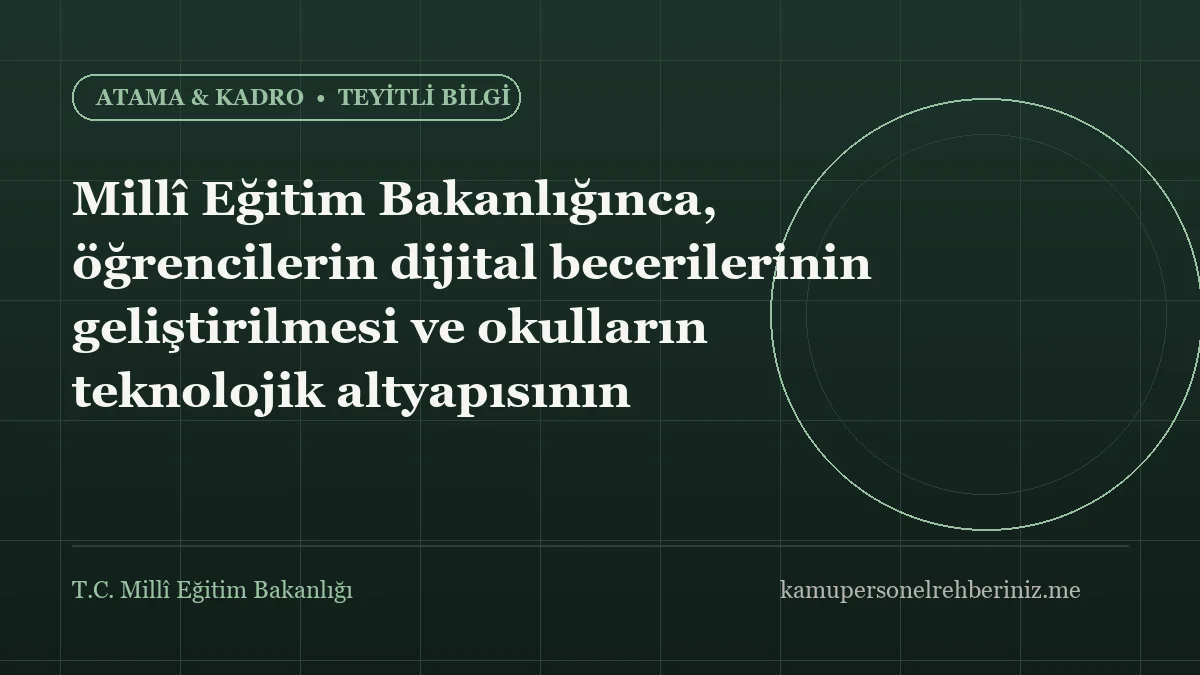 ATAMA & KADRO • TEYİTLİ BİLGİ
Millî Eğitim Bakanlığınca,
öğrencilerin dijital becerilerinin
geliştirilmesi ve okulların
teknolojik altyapısının
T.C. Millî Eğitim Bakanlığı
kamupersonelrehberiniz.me